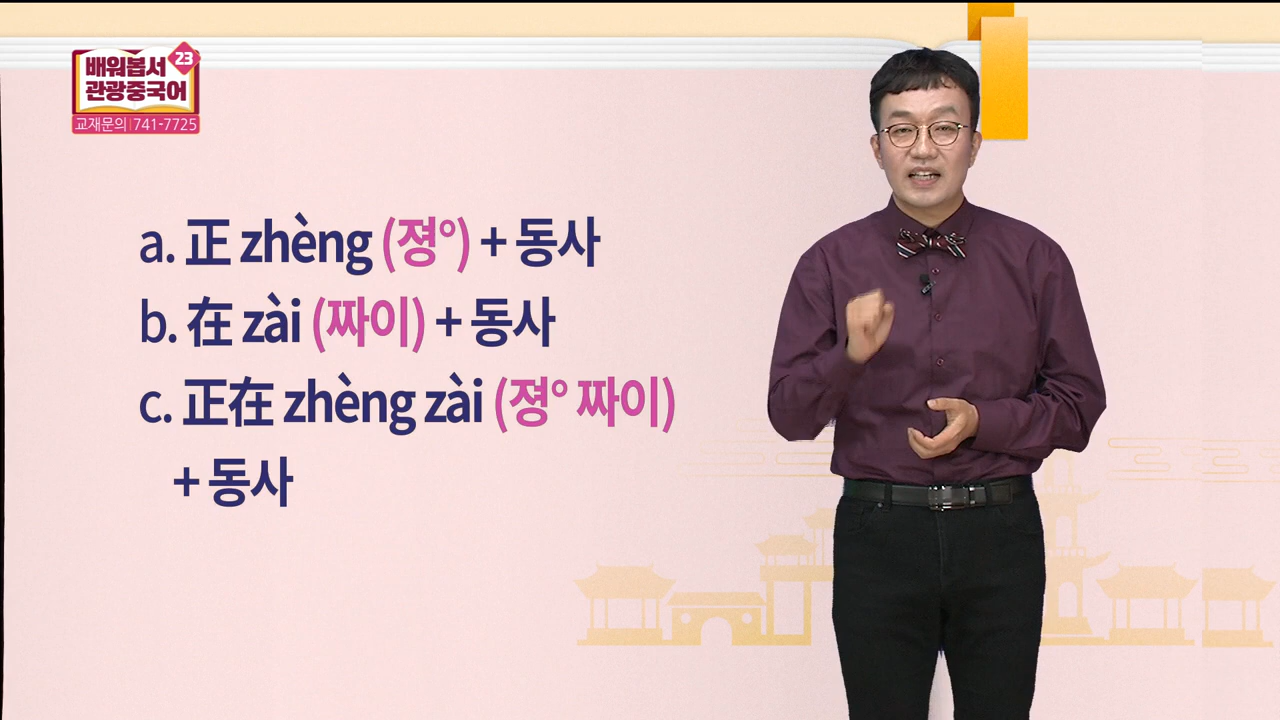 배워봅서 23
관광중국어
교재문의 | 741-7725
a. 正 zhèng (졍°) + 동사
b. 在 zài (짜이) + 동사
c. 正在 zhèng zài (졍° 짜이)
+ 동사